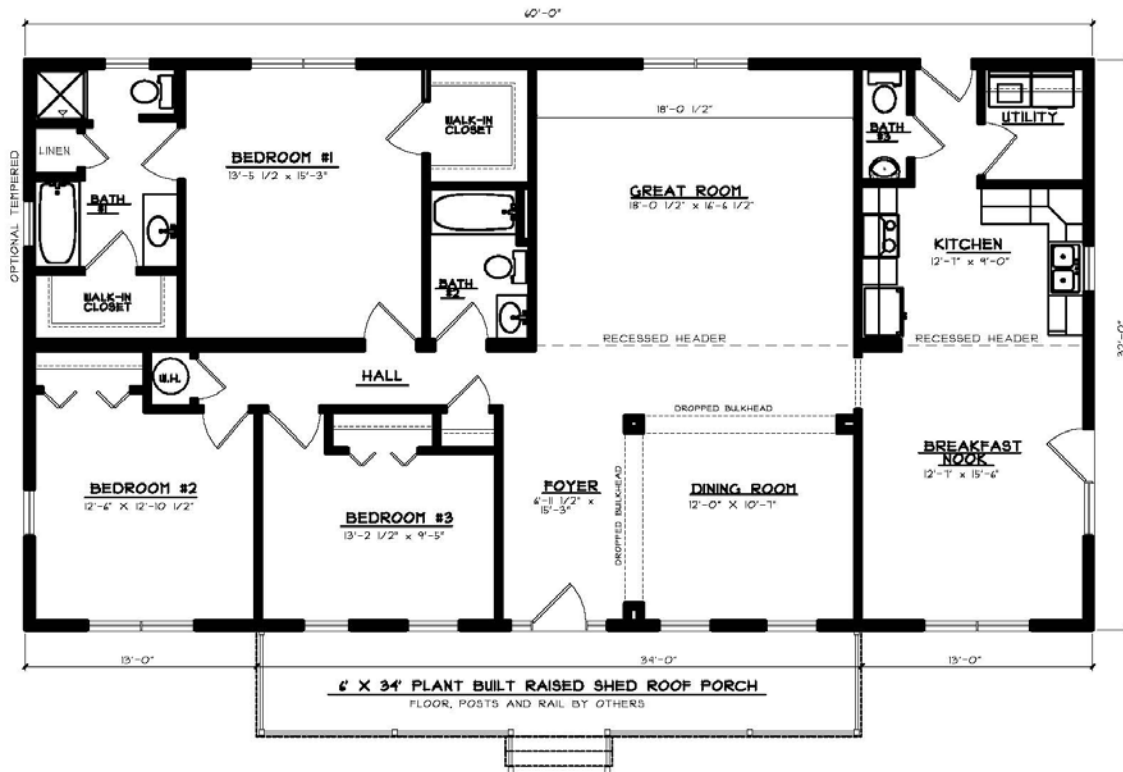 60'-0"
18'-0 1/2"
WALK-IN
CLOSET
BATH
#3
UTILITY
LINEN
BEDROOM #1
13'-5 1/2 x 15'-3"
GREAT ROOM
18'-0 1/2" x 16'-6 1/2"
OPTIONAL TEMPERED
BATH
#1
KITCHEN
12'-7" x 9'-0"
WALK-IN
CLOSET
BATH
#2
RECESSED HEADER
RECESSED HEADER
32'-0"
W.H.
HALL
DROPPED BULKHEAD
BREAKFAST
NOOK
12'-7" x 15'-6"
BEDROOM #2
12'-6" X 12'-10 1/2"
FOYER
6'-11 1/2" x
15'-3"
DROPPED BULKHEAD
DINING ROOM
12'-0" X 10'-7"
BEDROOM #3
13'-2 1/2" x 9'-5"
13'-0"
34'-0"
13'-0"
6' X 34' PLANT BUILT RAISED SHED ROOF PORCH
FLOOR, POSTS AND RAIL BY OTHERS